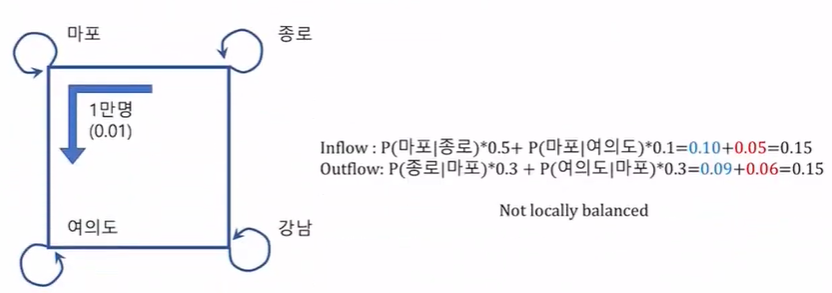 마포
종로
1만명
(0.01)
Inflow : P(마포|종로)*0.5+ P(마포|여의도)*0.1=0.10+0.05=0.15
Outflow: P(종로|마포)*0.3 + P(여의도|마포)*0.3=0.09+0.06=0.15
Not locally balanced
여의도
강남